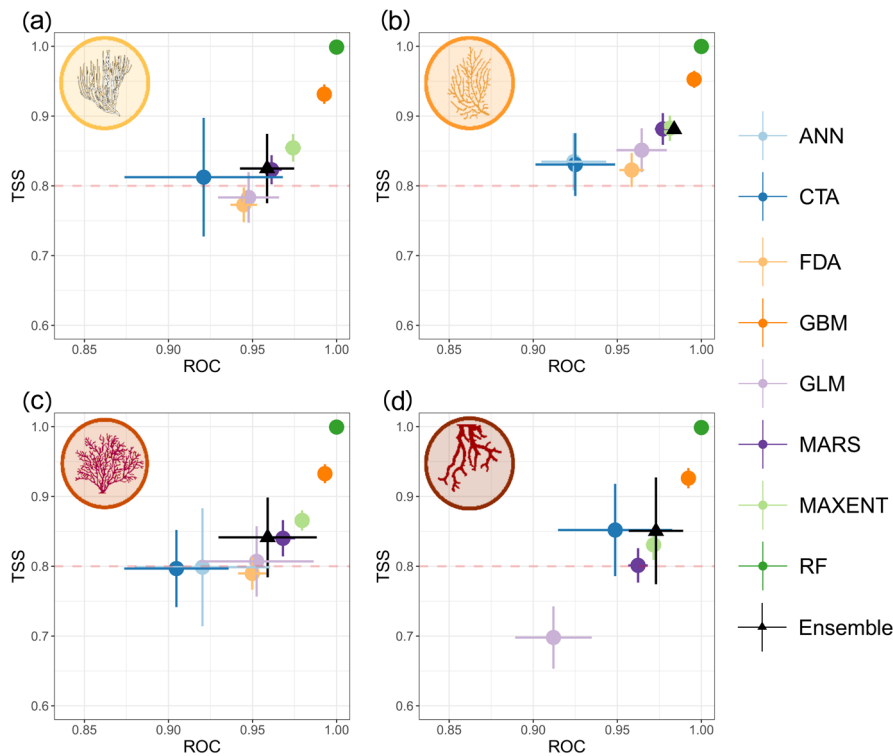 (a)
TSS
1.0
0.9
0.8
0.7
0.6
0.85
0.90
0.95
1.00
ROC
(b)
TSS
1.0
0.9
0.8
0.7
0.6
0.85
0.90
0.95
1.00
ROC
(c)
TSS
1.0
0.9
0.8
0.7
0.6
0.85
0.90
0.95
1.00
ROC
(d)
TSS
1.0
0.9
0.8
0.7
0.6
0.85
0.90
0.95
1.00
ROC
ANN
CTA
FDA
GBM
GLM
MARS
MAXENT
RF
Ensemble